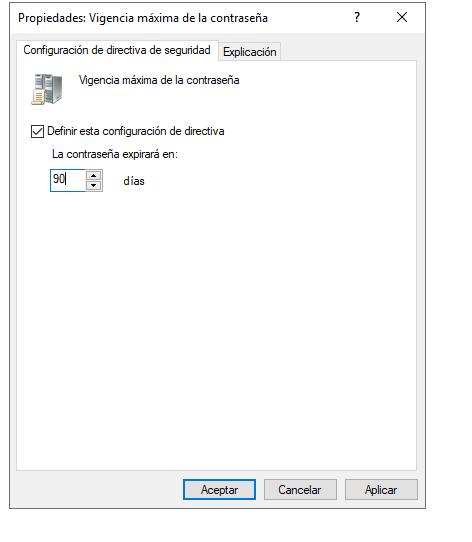 Propiedades: Vigencia máxima de la contraseña ?
Configuración de directiva de seguridad Explicación
Vigencia máxima de la contraseña
Definir esta configuración de directiva
La contraseña expirará en:
90 días
Aceptar Cancelar Aplicar